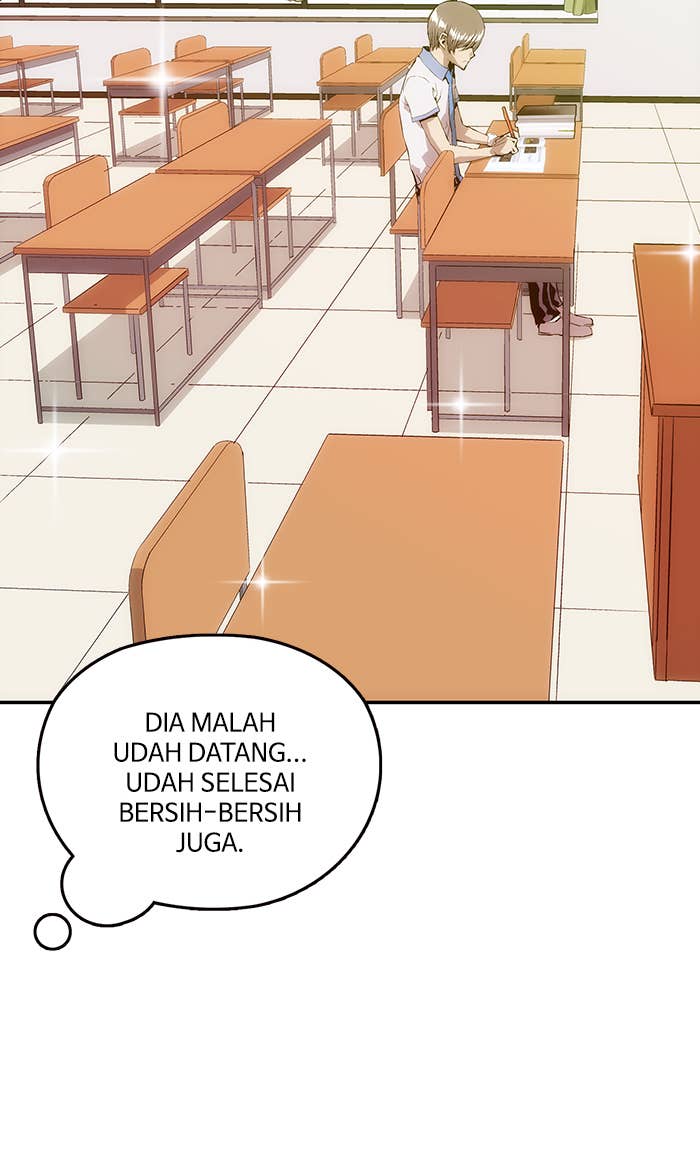 DIA MALAH
UDAH DATANG...
UDAH SELESAI
BERSIH-BERSIH
JUGA.